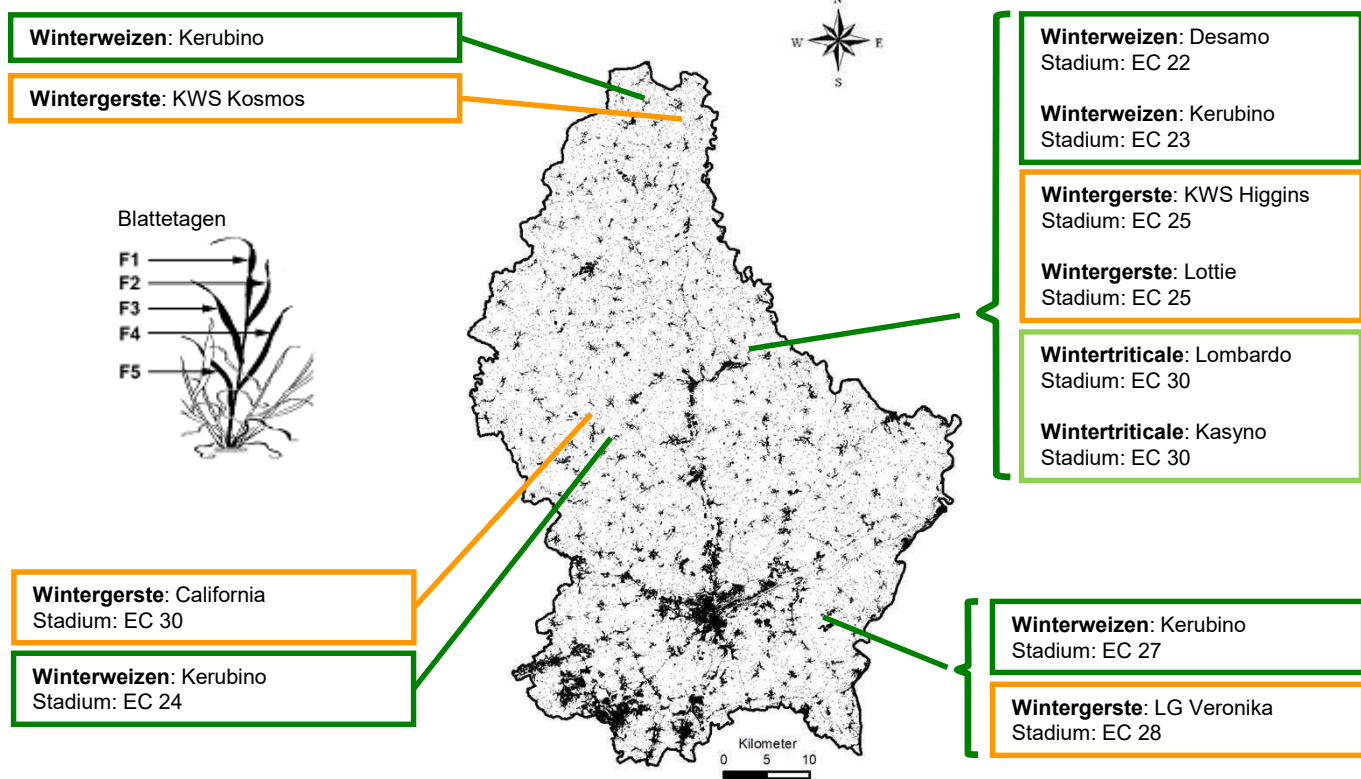 Winterweizen: Kerubino
Wintergerste: KWS Kosmos
N
W E
S
Winterweizen: Desamo
Stadium: EC 22
Winterweizen: Kerubino
Stadium: EC 23
Wintergerste: KWS Higgins
Stadium: EC 25
Wintergerste: Lottie
Stadium: EC 25
Wintertriticale: Lombardo
Stadium: EC 30
Wintertriticale: Kasyno
Stadium: EC 30
Blattetagen
F1
F2
F3
F4
F5
Wintergerste: California
Stadium: EC 30
Winterweizen: Kerubino
Stadium: EC 24
Winterweizen: Kerubino
Stadium: EC 27
Wintergerste: LG Veronika
Stadium: EC 28
Kilometer
0 5 10